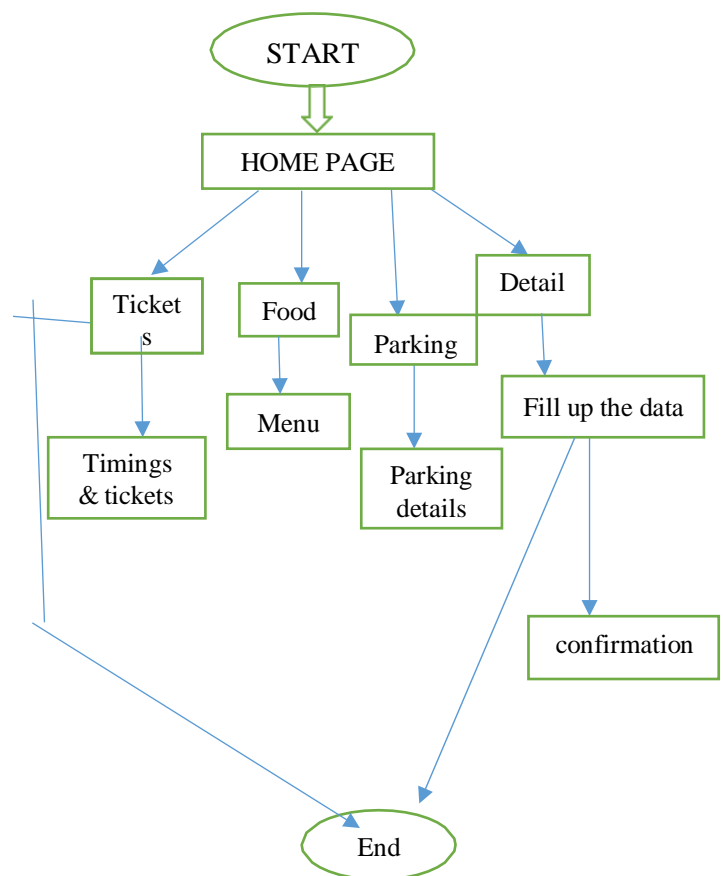 START
HOME PAGE
Ticket
s
Food
Parking
Detail
Timings
& tickets
Menu
Parking
details
Fill up the data
confirmation
End